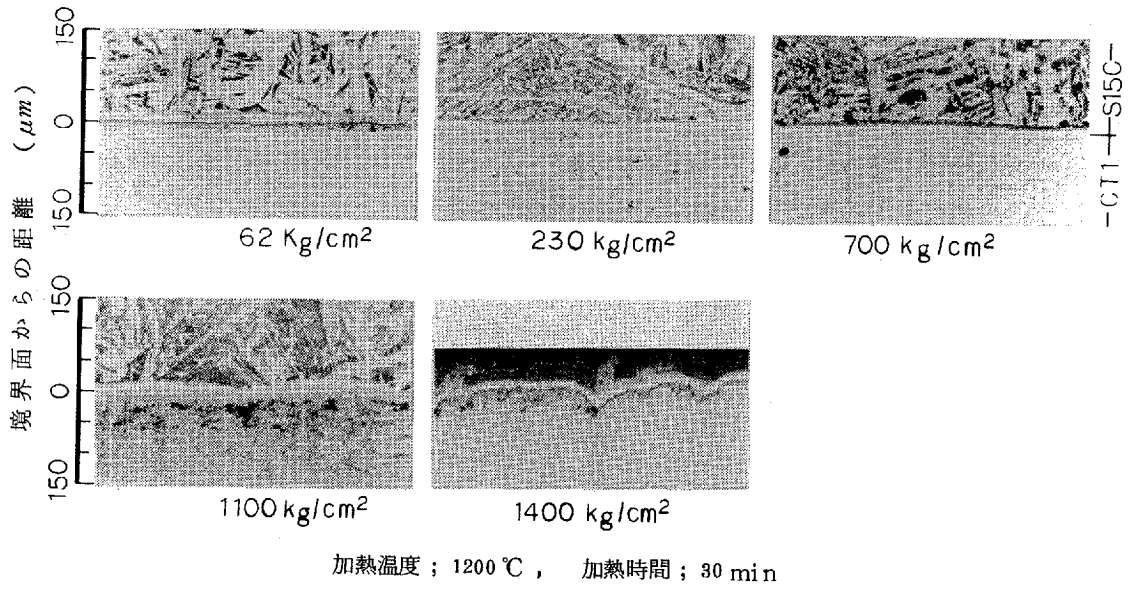 150
0
150
境界面からの距離 (μm)
62 Kg/cm²
230 kg/cm²
700 kg/cm²
-CT1-+-S15C-
150
0
150
1100 kg/cm²
1400 kg/cm²
加熱温度 ; 1200℃ , 加熱時間 ; 30 min